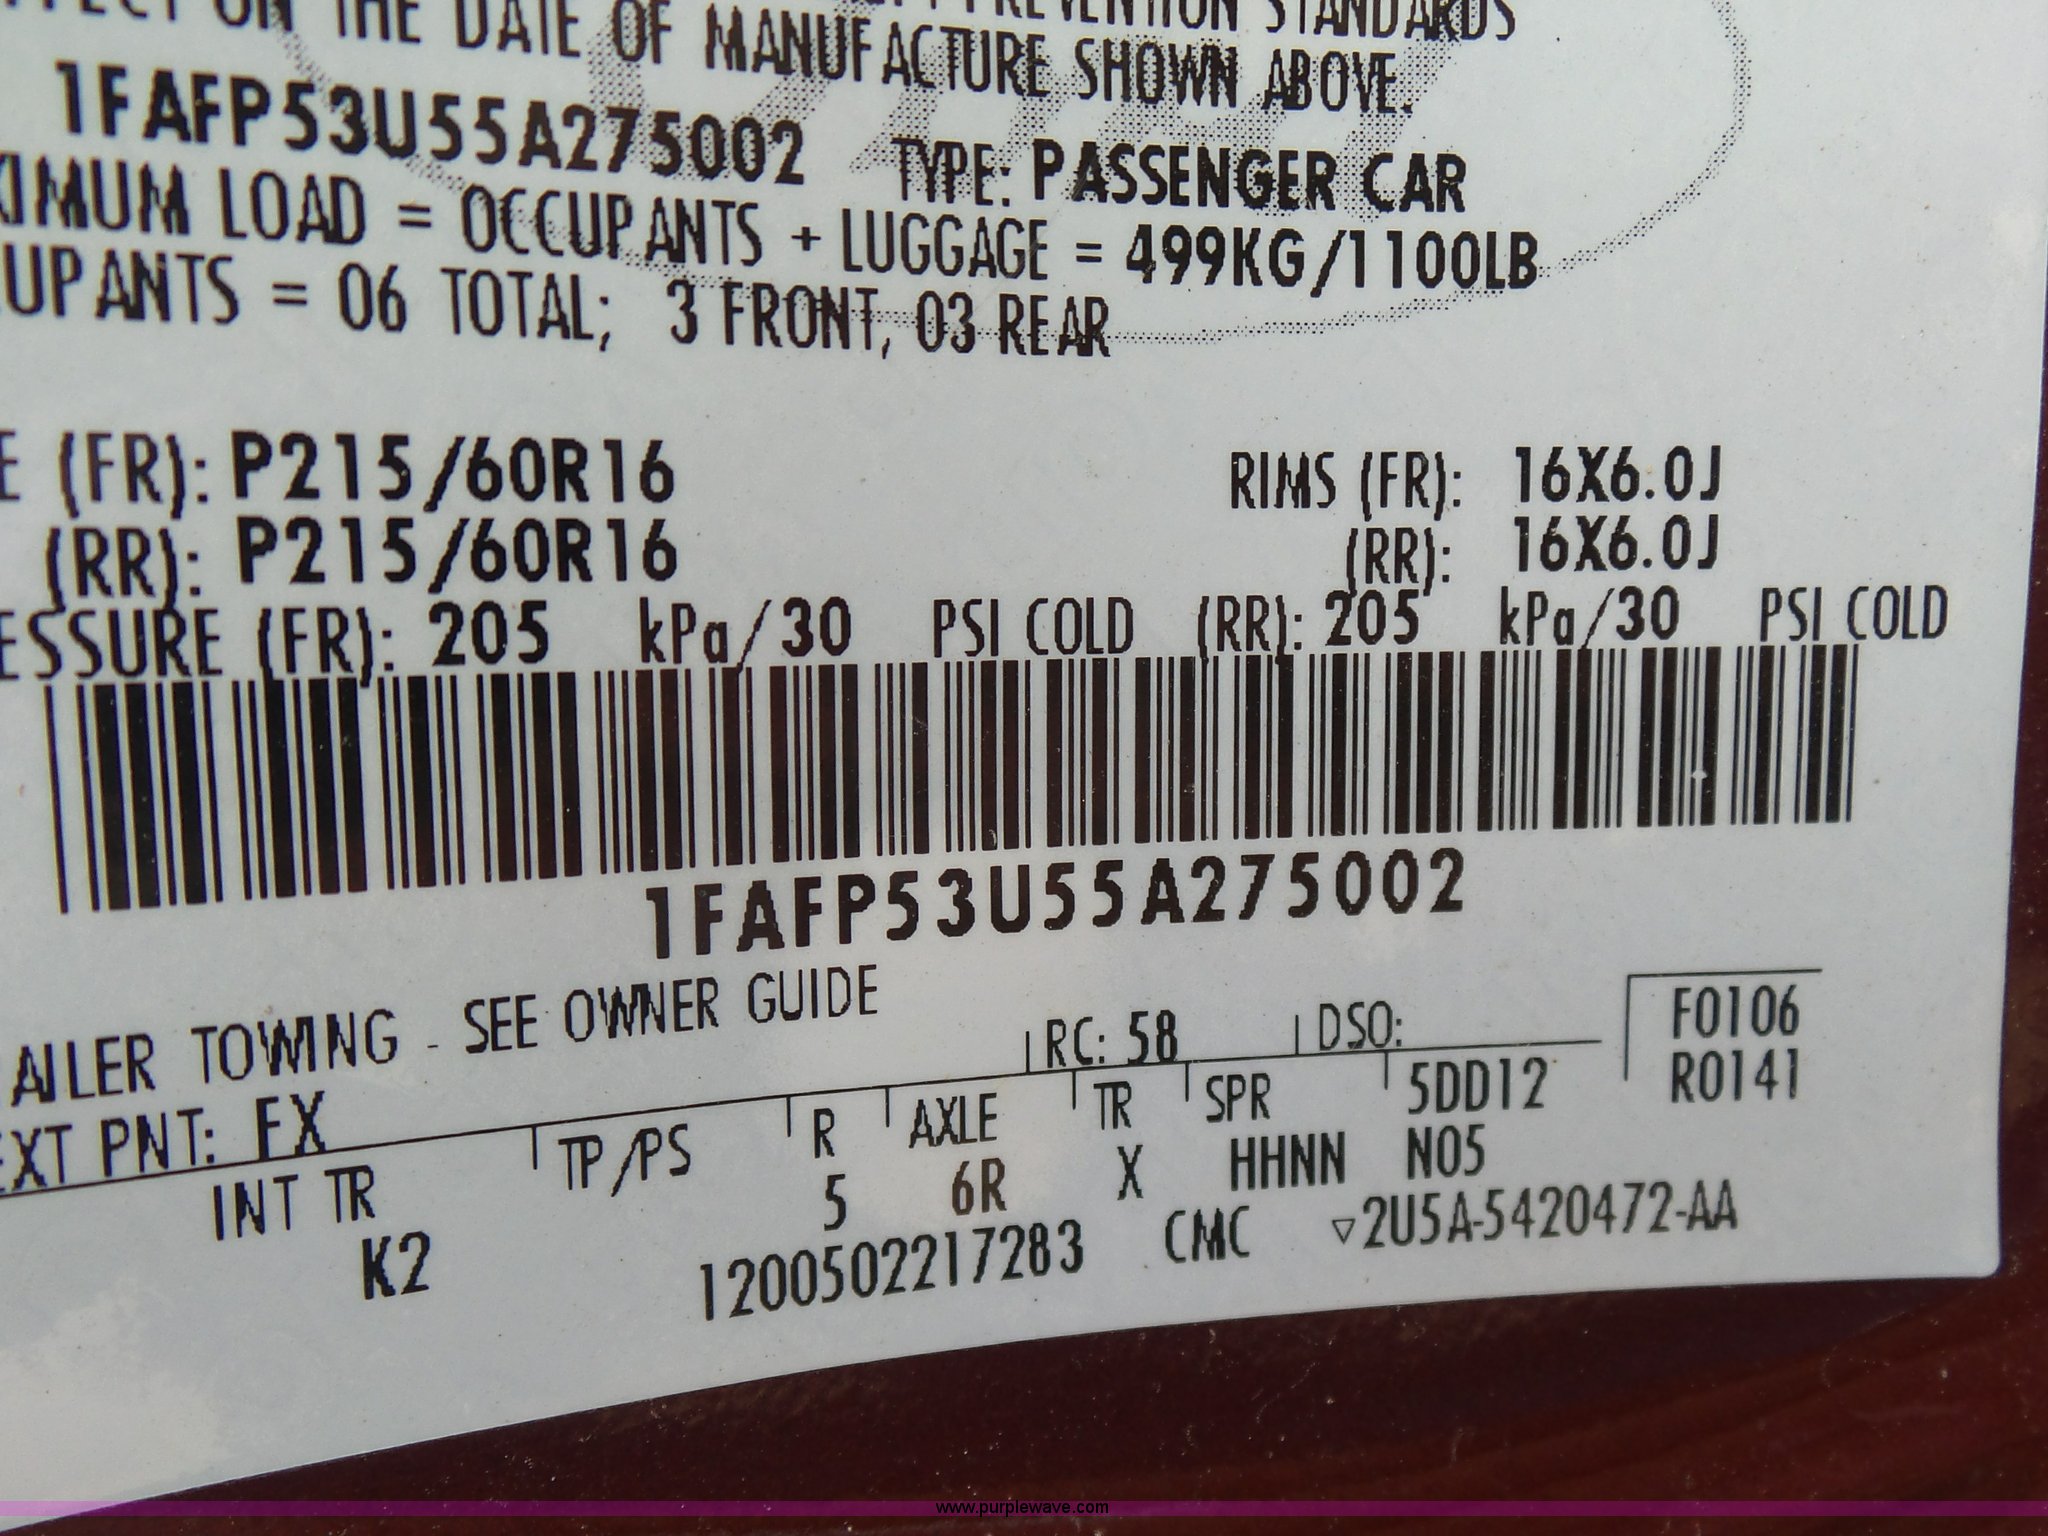 ON THE DATE OF MANUFACTURE SHOWN ABOVE.
PREVENTION STANDARDS
1FAFP53U55A275002 TYPE: PASSENGER CAR
LOAD = OCCUPANTS + LUGGAGE = 499KG/1100LB
= 06 TOTAL; 3 FRONT, 03 REAR
(FR): P215/60R16 RIMS (FR): 16X6.0J
(RR): P215/60R16 (RR): 16X6.0J
ESSURE (FR): 205 kPa/30 PSI COLD (RR): 205 kPa/30 PSI COLD
1FAFP53U55A275002
AILER TOWING - SEE OWNER GUIDE
EXT PNT: FX RC: 58 DSO: F0106
INT TR TP/PS R AXLE TR SPR 5DD12 R0141
K2 5 6R X HHNN N05
1200502217283 CMC ▽2U5A-5420472-AA
www.purplewave.com